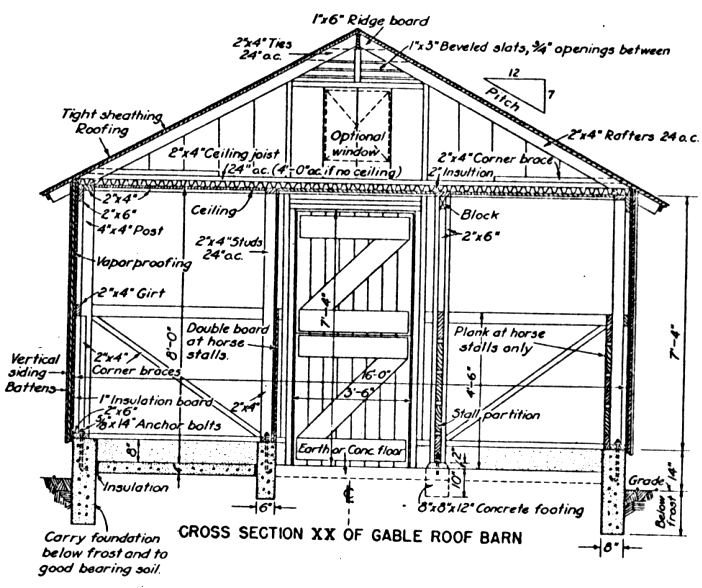 1"x6" Ridge board
2"x4" Ties
24" o.c.
1"x3" Beveled slats, 3/4" openings between
12
7
Pitch
Tight sheathing
Roofing
Optional
window
2"x4" Rafters 24 o.c.
2"x4" Ceiling joist
24" o.c. (4'-0" oc. if no ceiling)
2"x4" Corner brace
2" Insultion
2"x4"
2"x6"
4"x4" Post
Ceiling
Block
2"x6"
2"x4" Studs
24" o.c.
Vaporproofing
2"x4" Girt
8'-0"
7'-4"
7'-4"
Double board
at horse
stalls.
Plank at horse
stalls only
4'-6"
Vertical
siding
Battens
2"x4"
Corner braces
16'-0"
3'-6"
1" Insulation board
2"x6"
5/8"x14" Anchor bolts
2"x4"
Stall partition
8"
Earth or Conc. floor
12"
10"
Insulation
6"
℄
8"x8"x12" Concrete footing
Grade
14"
Below
frost
8"
Carry foundation
below frost and to
good bearing soil.
CROSS SECTION XX OF GABLE ROOF BARN